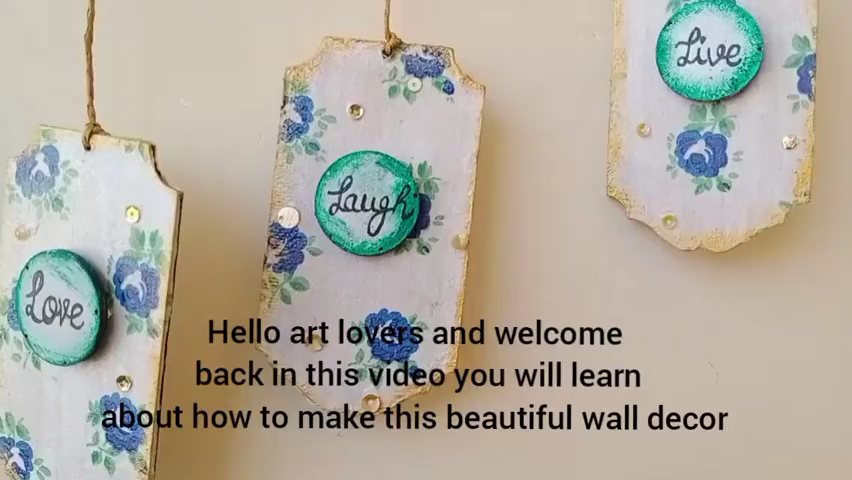 Live
Laugh
Love
Hello art lovers and welcome
back in this video you will learn
about how to make this beautiful wall decor